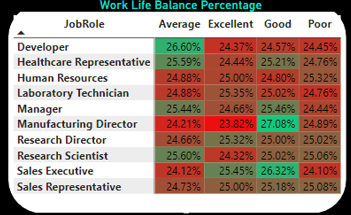 Work Life Balance Percentage
JobRole Average Excellent Good Poor
Developer 26.60% 24.37% 24.57% 24.45%
Healthcare Representative 25.59% 24.44% 25.21% 24.76%
Human Resources 24.88% 25.00% 24.80% 25.32%
Laboratory Technician 24.88% 25.35% 25.02% 24.76%
Manager 25.44% 24.66% 25.46% 24.44%
Manufacturing Director 24.21% 23.82% 27.08% 24.89%
Research Director 24.66% 25.32% 25.00% 25.02%
Research Scientist 25.60% 24.32% 25.02% 25.06%
Sales Executive 24.12% 25.45% 26.32% 24.10%
Sales Representative 24.73% 25.00% 25.18% 25.08%